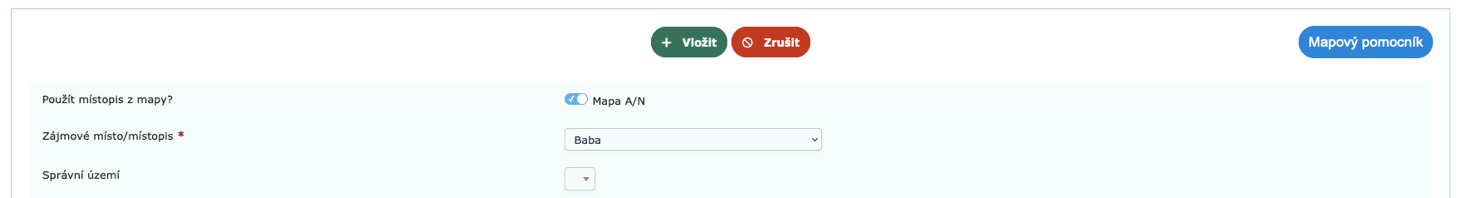 + Vložit Zrušit Mapový pomocník
Použít místopis z mapy? Mapa A/N
Zájmové místo/místopis * Baba
Správní území